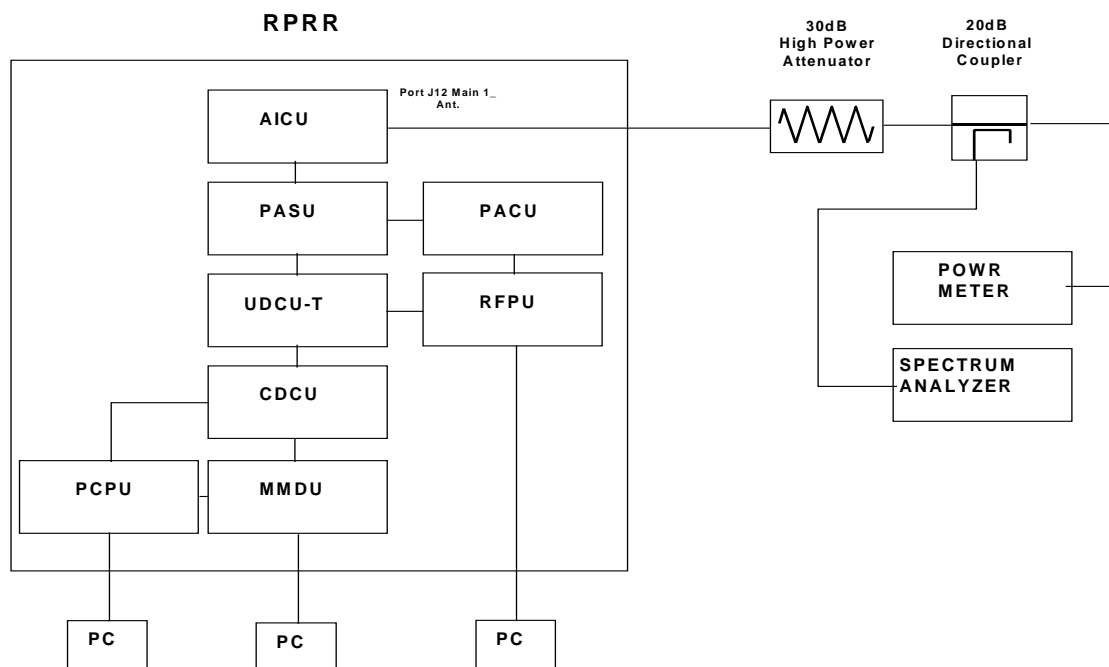 RPRR
30dB
High Power
Attenuator
20dB
Directional
Coupler
Port J12 Main 1_
Ant.
AICU
PASU
PACU
UDCU-T
RFPU
POWR
METER
SPECTRUM
ANALYZER
CDCU
PCPU
MMDU
PC
PC
PC